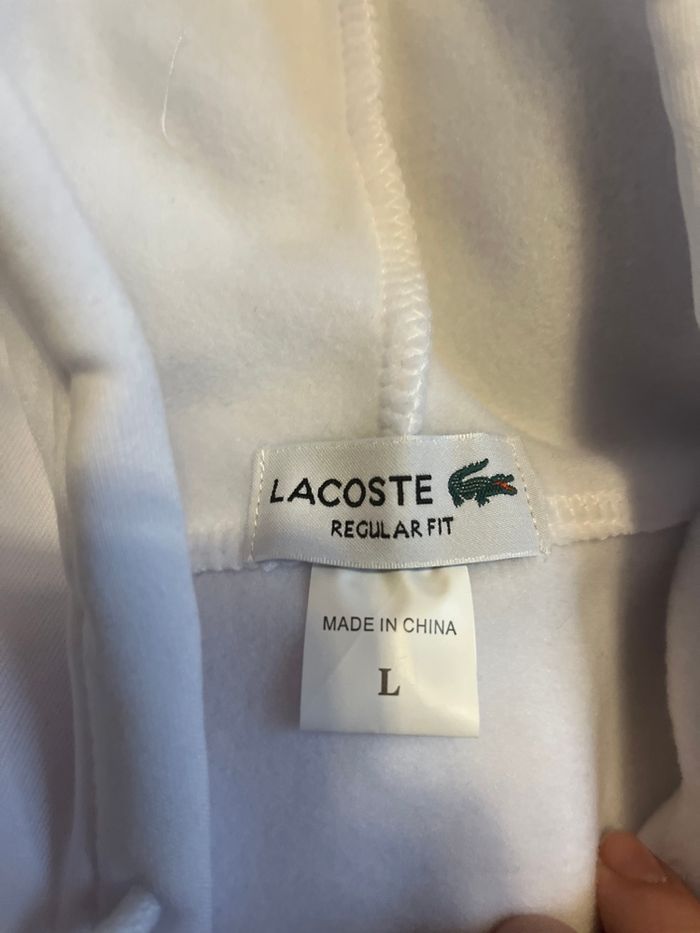 LACOSTE
REGULAR FIT
MADE IN CHINA
L